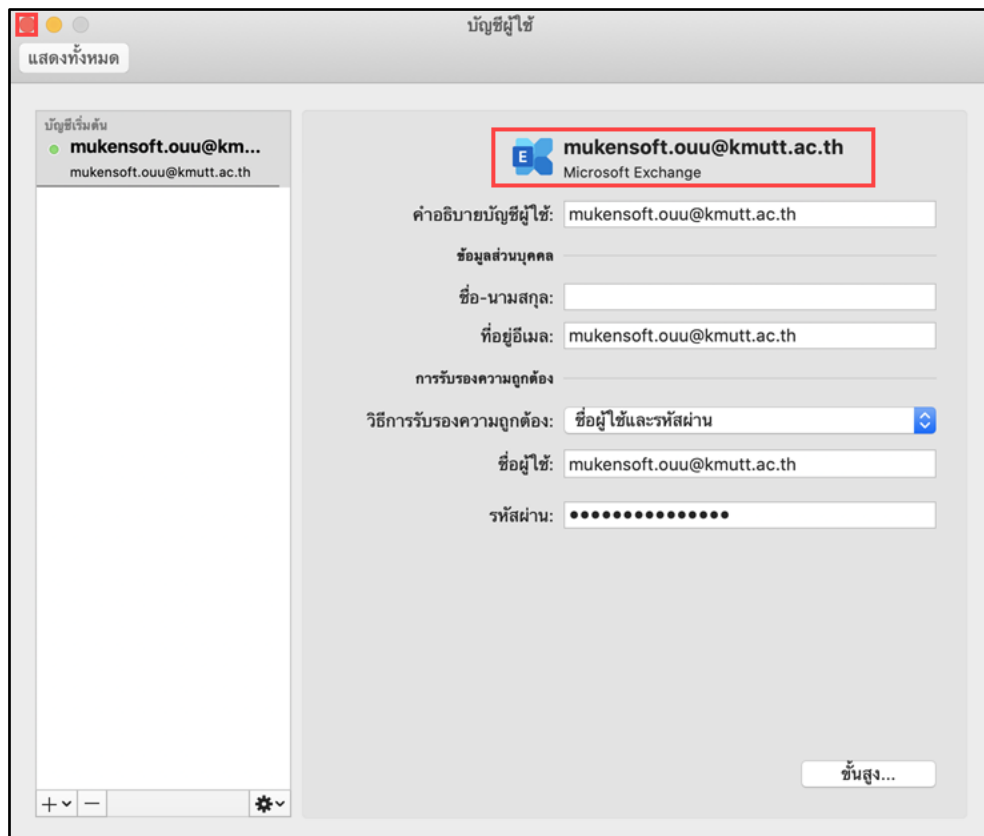 บัญชีผู้ใช้
แสดงทั้งหมด
บัญชีเริ่มต้น
mukensoft.ouu@km...
mukensoft.ouu@kmutt.ac.th
E
mukensoft.ouu@kmutt.ac.th
Microsoft Exchange
คำอธิบายบัญชีผู้ใช้: mukensoft.ouu@kmutt.ac.th
ข้อมูลส่วนบุคคล
ชื่อ-นามสกุล:
ที่อยู่อีเมล: mukensoft.ouu@kmutt.ac.th
การรับรองความถูกต้อง
วิธีการรับรองความถูกต้อง: ชื่อผู้ใช้และรหัสผ่าน
ชื่อผู้ใช้: mukensoft.ouu@kmutt.ac.th
รหัสผ่าน: •••••••••••••••
ขั้นสูง...